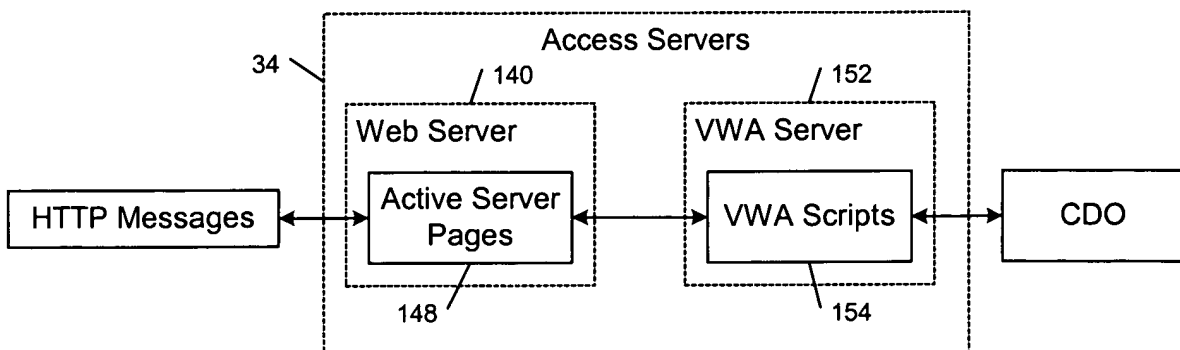 Access Servers
34
140
152
Web Server
VWA Server
HTTP Messages
Active Server
Pages
VWA Scripts
CDO
148
154